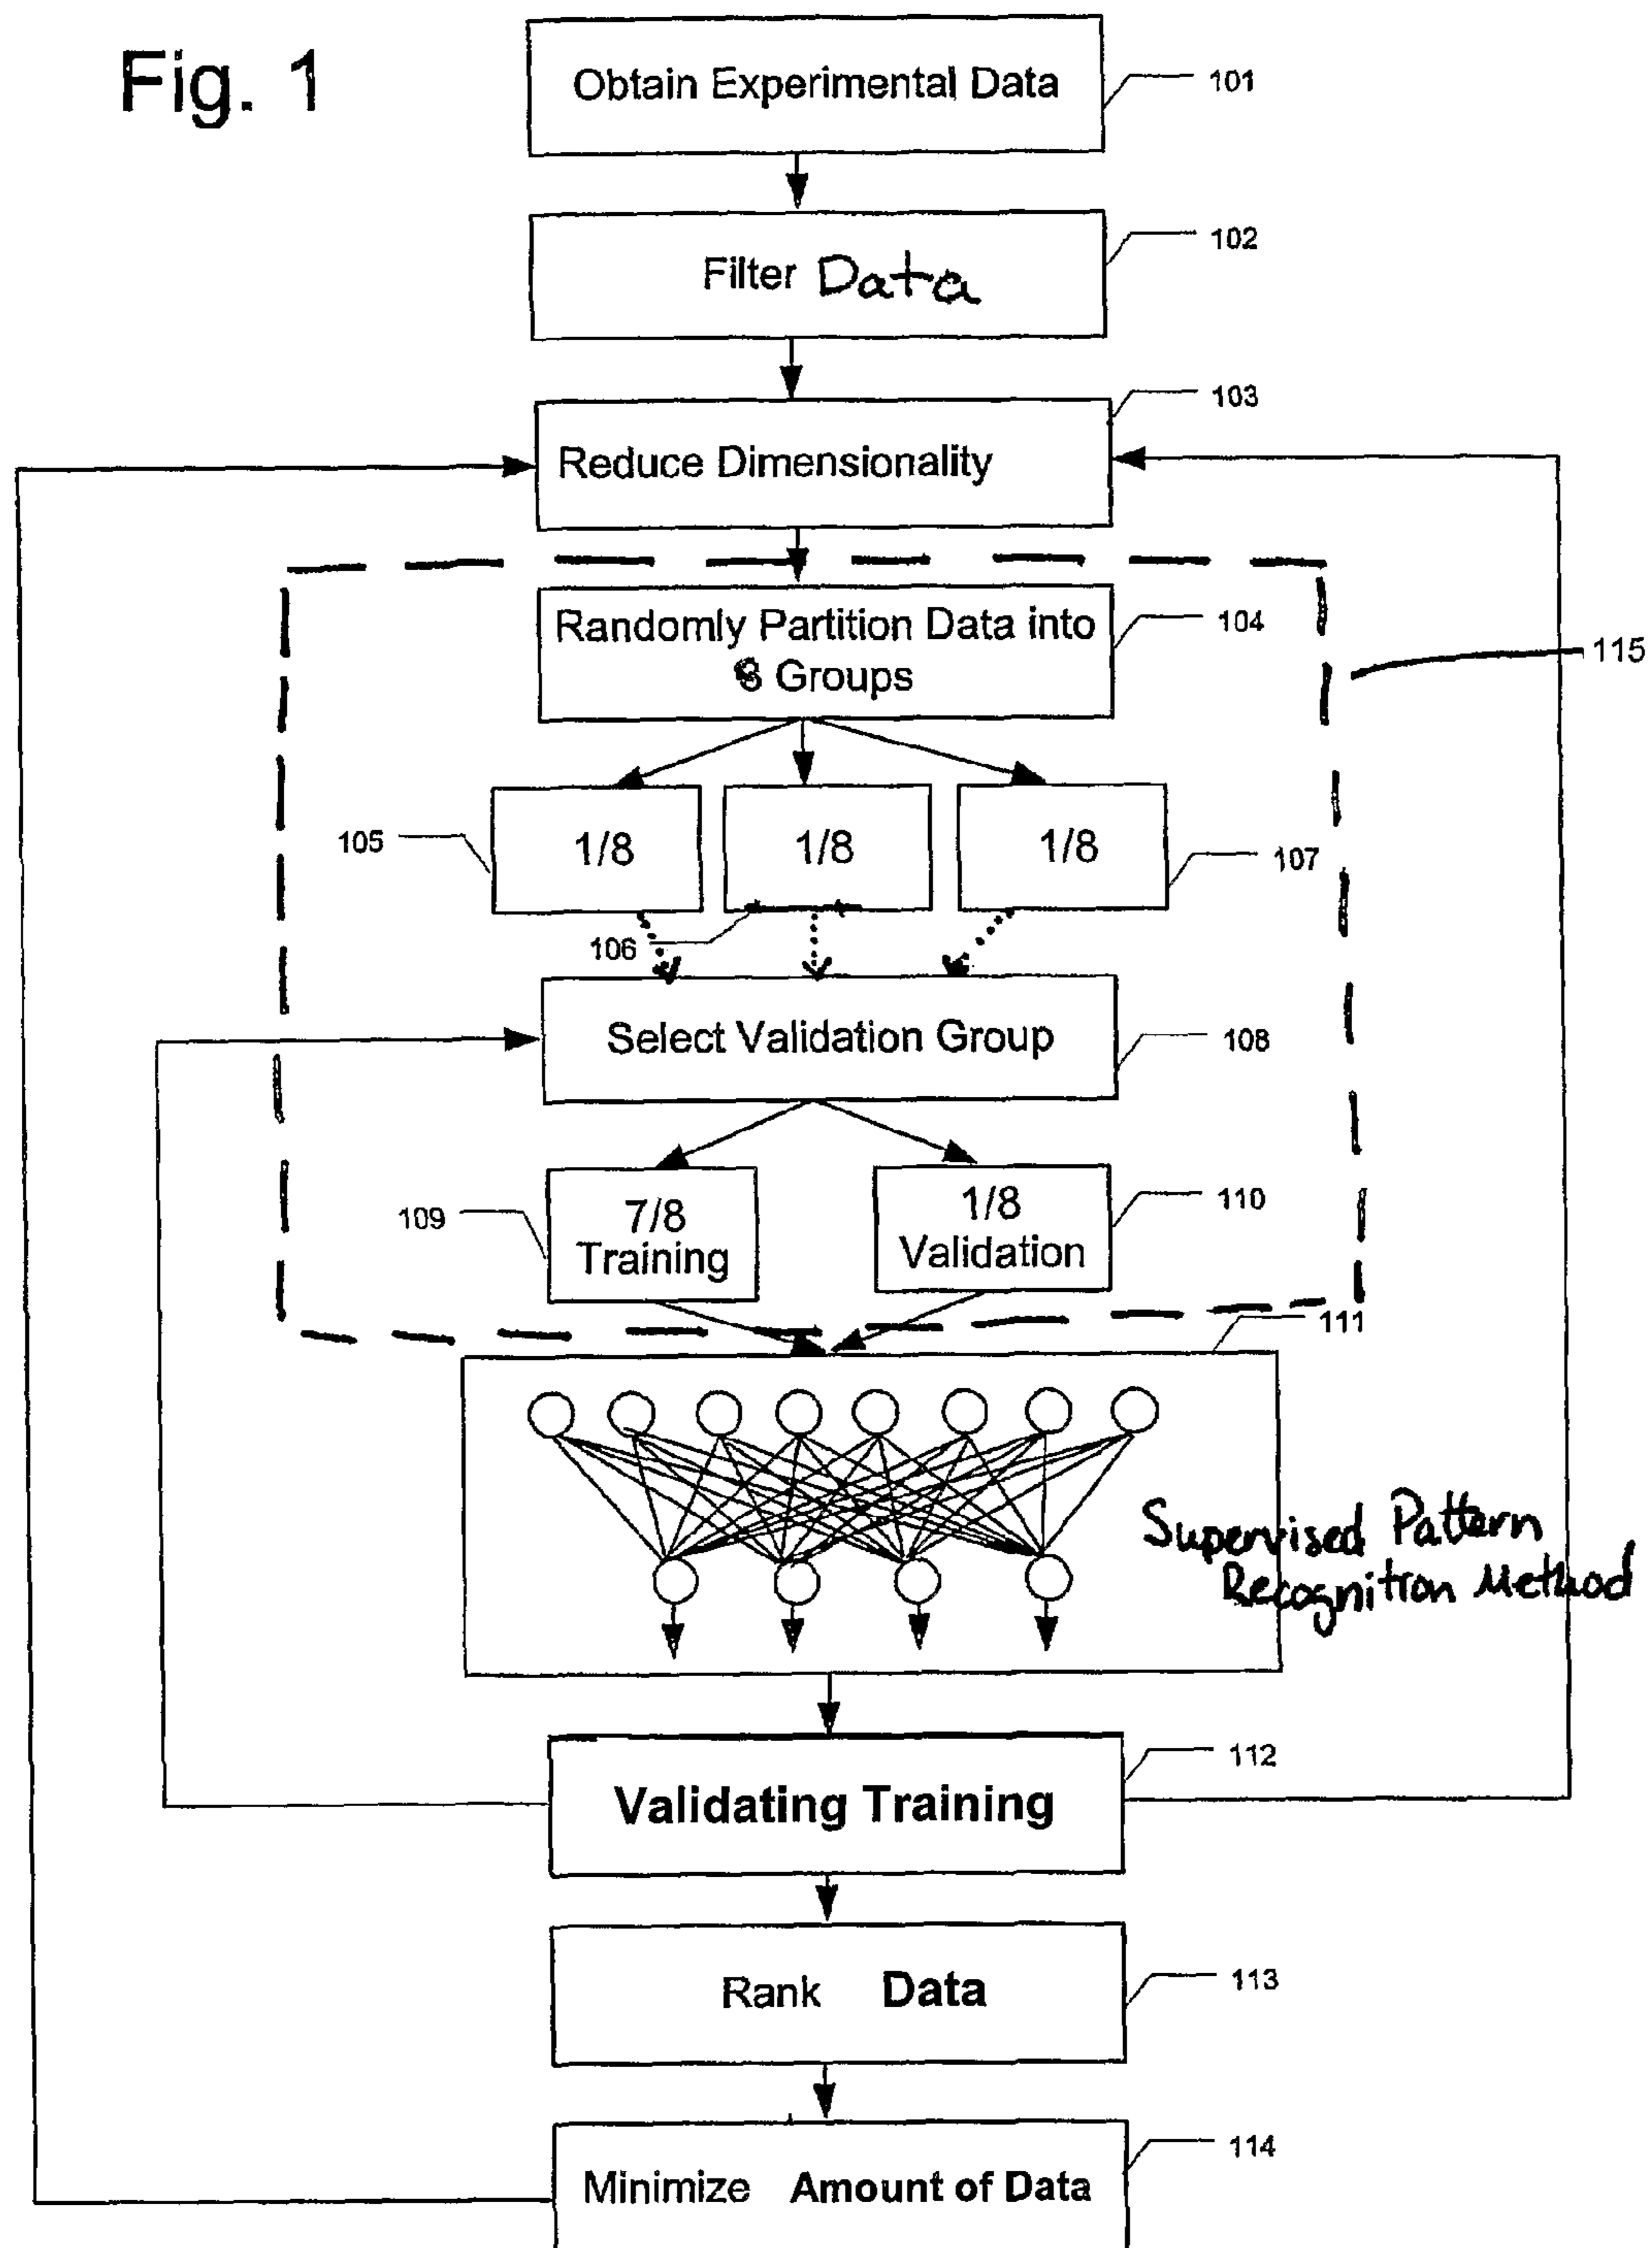 Fig. 1
Obtain Experimental Data
101
Filter Data
102
103
Reduce Dimensionality
Randomly Partition Data into
8 Groups
104
115
105
1/8
1/8
1/8
107
106
Select Validation Group
108
109
7/8
Training
1/8
Validation
110
111
Supervised Pattern
Recognition Method
112
Validating Training
Rank Data
113
114
Minimize Amount of Data